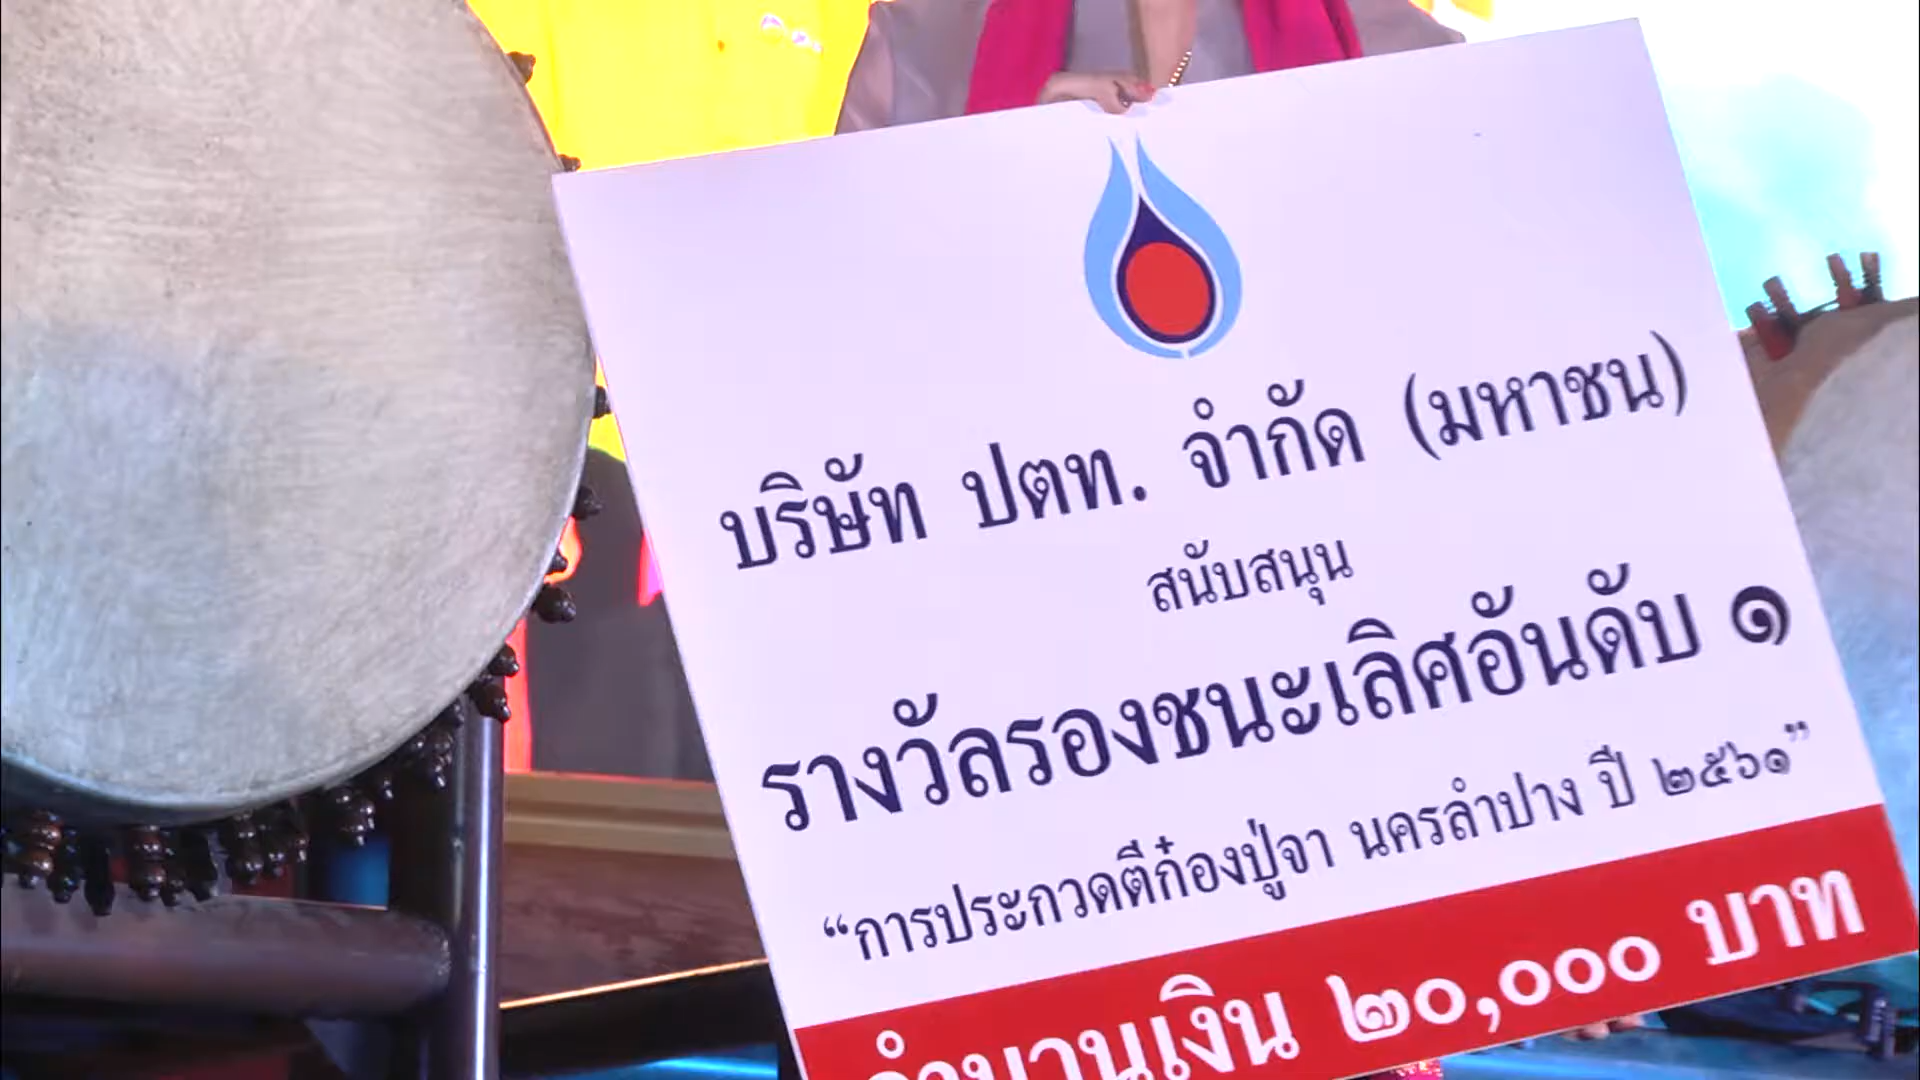 บริษัท ปตท. จำกัด (มหาชน)
สนับสนุน
รางวัลรองชนะเลิศอันดับ ๑
“การประกวดตีก๋องปู่จา นครลำปาง ปี ๒๕๖๑”
จำนวนเงิน ๒๐,๐๐๐ บาท